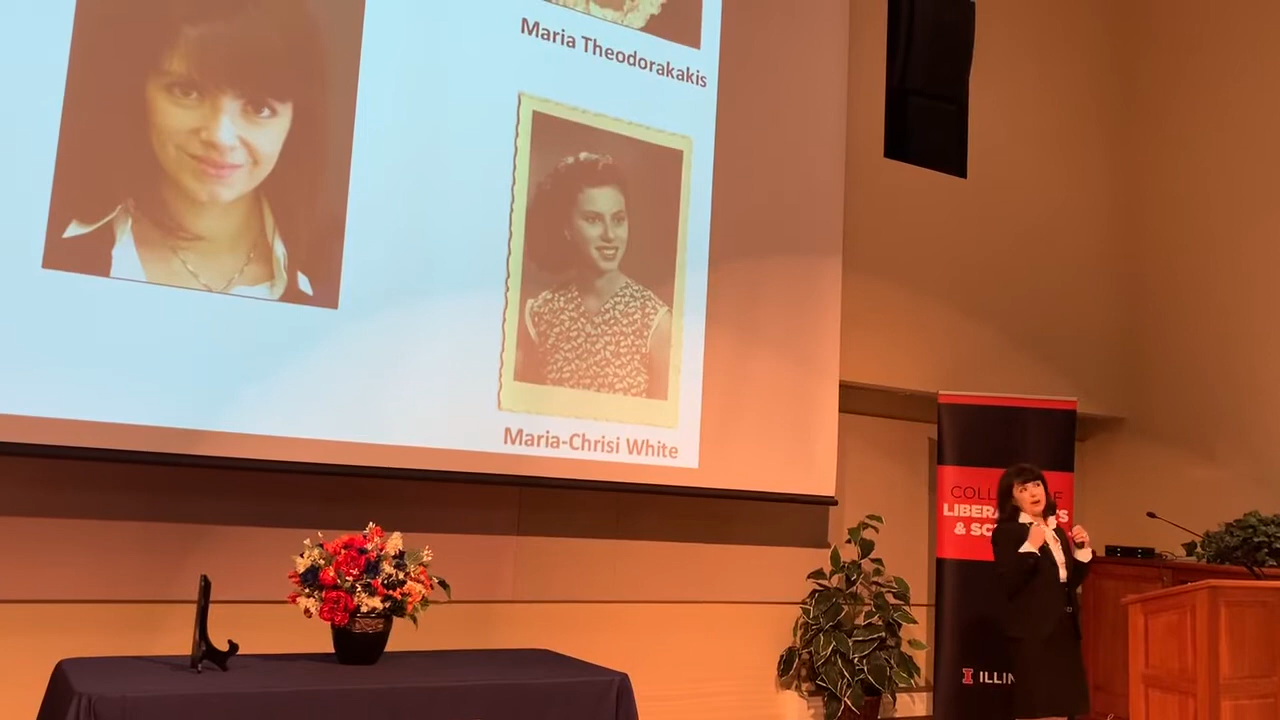 Maria Theodorakakis
Maria-Chrisi White
COLL F
LIBERA S
& SC
I ILLIN